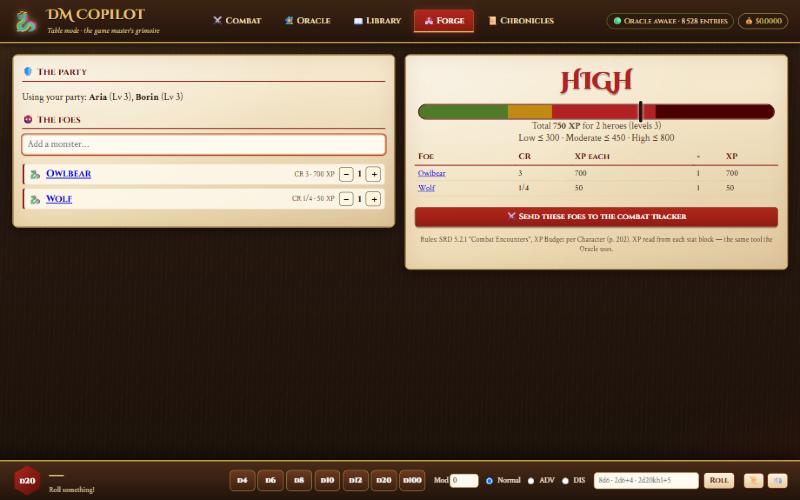 DM Copilot
Table mode · the game master's grimoire
Combat
Oracle
Library
Forge
Chronicles
Oracle awake · 8 528 entries
$0.0000
The Party
Using your party: Aria (Lv 3), Borin (Lv 3)
The Foes
Add a monster...
Owlbear
CR 3 · 700 XP
− 1 +
Wolf
CR 1/4 · 50 XP
− 1 +
HIGH
Total 750 XP for 2 heroes (levels 3)
Low ≤ 300 · Moderate ≤ 450 · High ≤ 800
Foe CR XP each × XP
Owlbear 3 700 1 700
Wolf 1/4 50 1 50
Send these foes to the combat tracker
Rules: SRD 5.2.1 "Combat Encounters", XP Budget per Character (p. 202). XP read from each stat block — the same tool the
Oracle uses.
D20
—
Roll something!
D4 D6 D8 D10 D12 D20 D100
Mod 0
Normal ADV DIS
8d6 · 2d6+4 · 2d20kh1+5
Roll